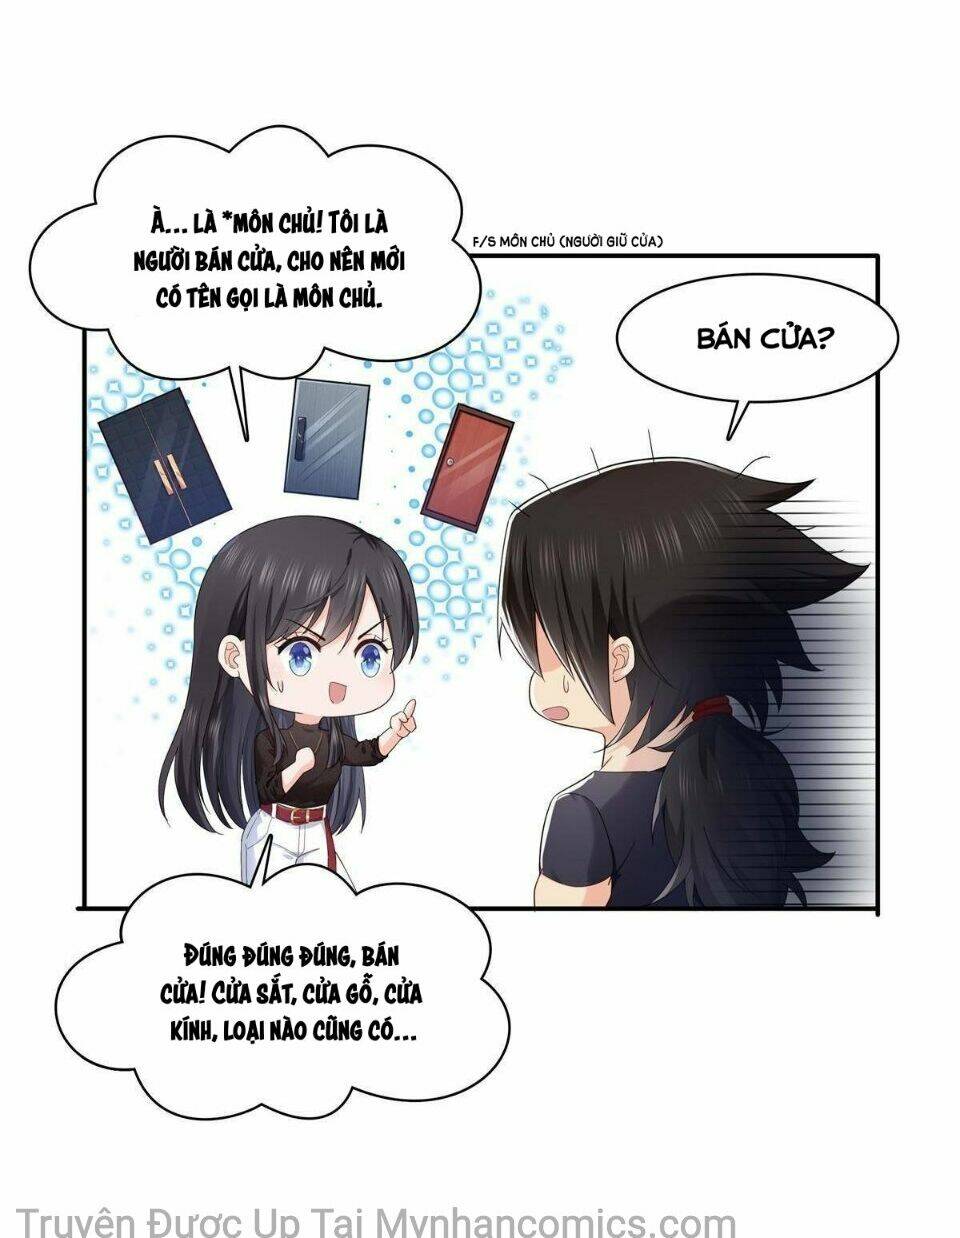 À... LÀ *MÔN CHỦ! TÔI LÀ
NGƯỜI BÁN CỬA, CHO NÊN MỚI
CÓ TÊN GỌI LÀ MÔN CHỦ.
F/S MÔN CHỦ (NGƯỜI GIỮ CỬA)
BÁN CỬA?
ĐÚNG ĐÚNG ĐÚNG, BÁN
CỬA! CỬA SẮT, CỬA GỖ, CỬA
KÍNH, LOẠI NÀO CŨNG CÓ...
Truyện Được Up Tại Mynhancomics.com